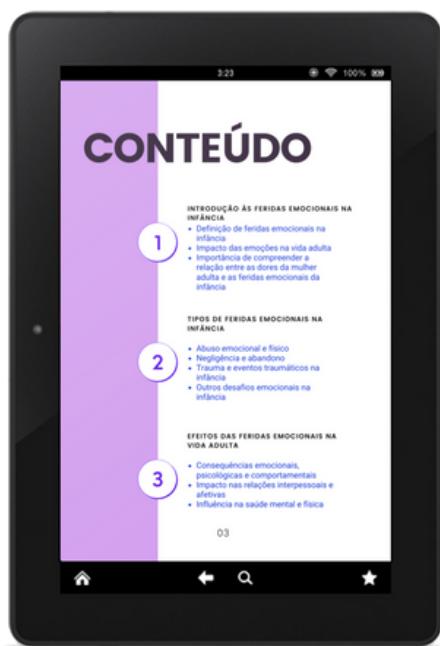 3:23
100%
CONTEÚDO
INTRODUÇÃO ÀS FERIDAS EMOCIONAIS NA
INFÂNCIA
1
• Definição de feridas emocionais na
infância
• Impacto das emoções na vida adulta
• Importância de compreender a
relação entre as dores da mulher
adulta e as feridas emocionais da
infância
TIPOS DE FERIDAS EMOCIONAIS NA
INFÂNCIA
2
• Abuso emocional e físico
• Negligência e abandono
• Trauma e eventos traumáticos na
infância
• Outros desafios emocionais na
infância
EFEITOS DAS FERIDAS EMOCIONAIS NA
VIDA ADULTA
3
• Consequências emocionais,
psicológicas e comportamentais
• Impacto nas relações interpessoais e
afetivas
• Influência na saúde mental e física
03